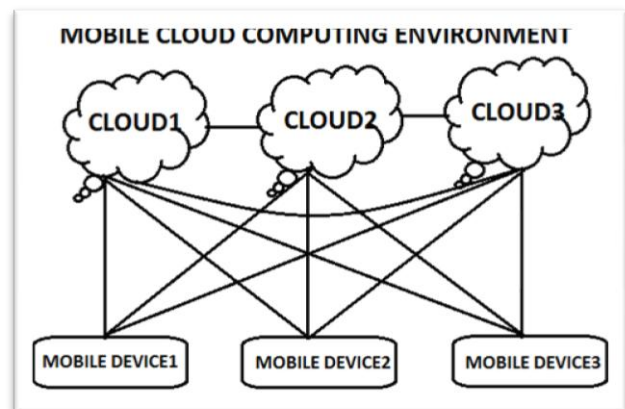 MOBILE CLOUD COMPUTING ENVIRONMENT
CLOUD1
CLOUD2
CLOUD3
MOBILE DEVICE1
MOBILE DEVICE2
MOBILE DEVICE3